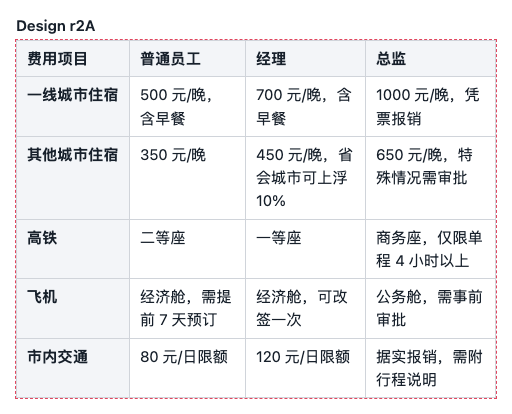 Design r2A
费用项目 普通员工 经理 总监
一线城市住宿 500 元/晚，含早餐 700 元/晚，含早餐 1000 元/晚，凭票报销
其他城市住宿 350 元/晚 450 元/晚，省会城市可上浮 10% 650 元/晚，特殊情况需审批
高铁 二等座 一等座 商务座，仅限单程 4 小时以上
飞机 经济舱，需提前 7 天预订 经济舱，可改签一次 公务舱，需事前审批
市内交通 80 元/日限额 120 元/日限额 据实报销，需附行程说明